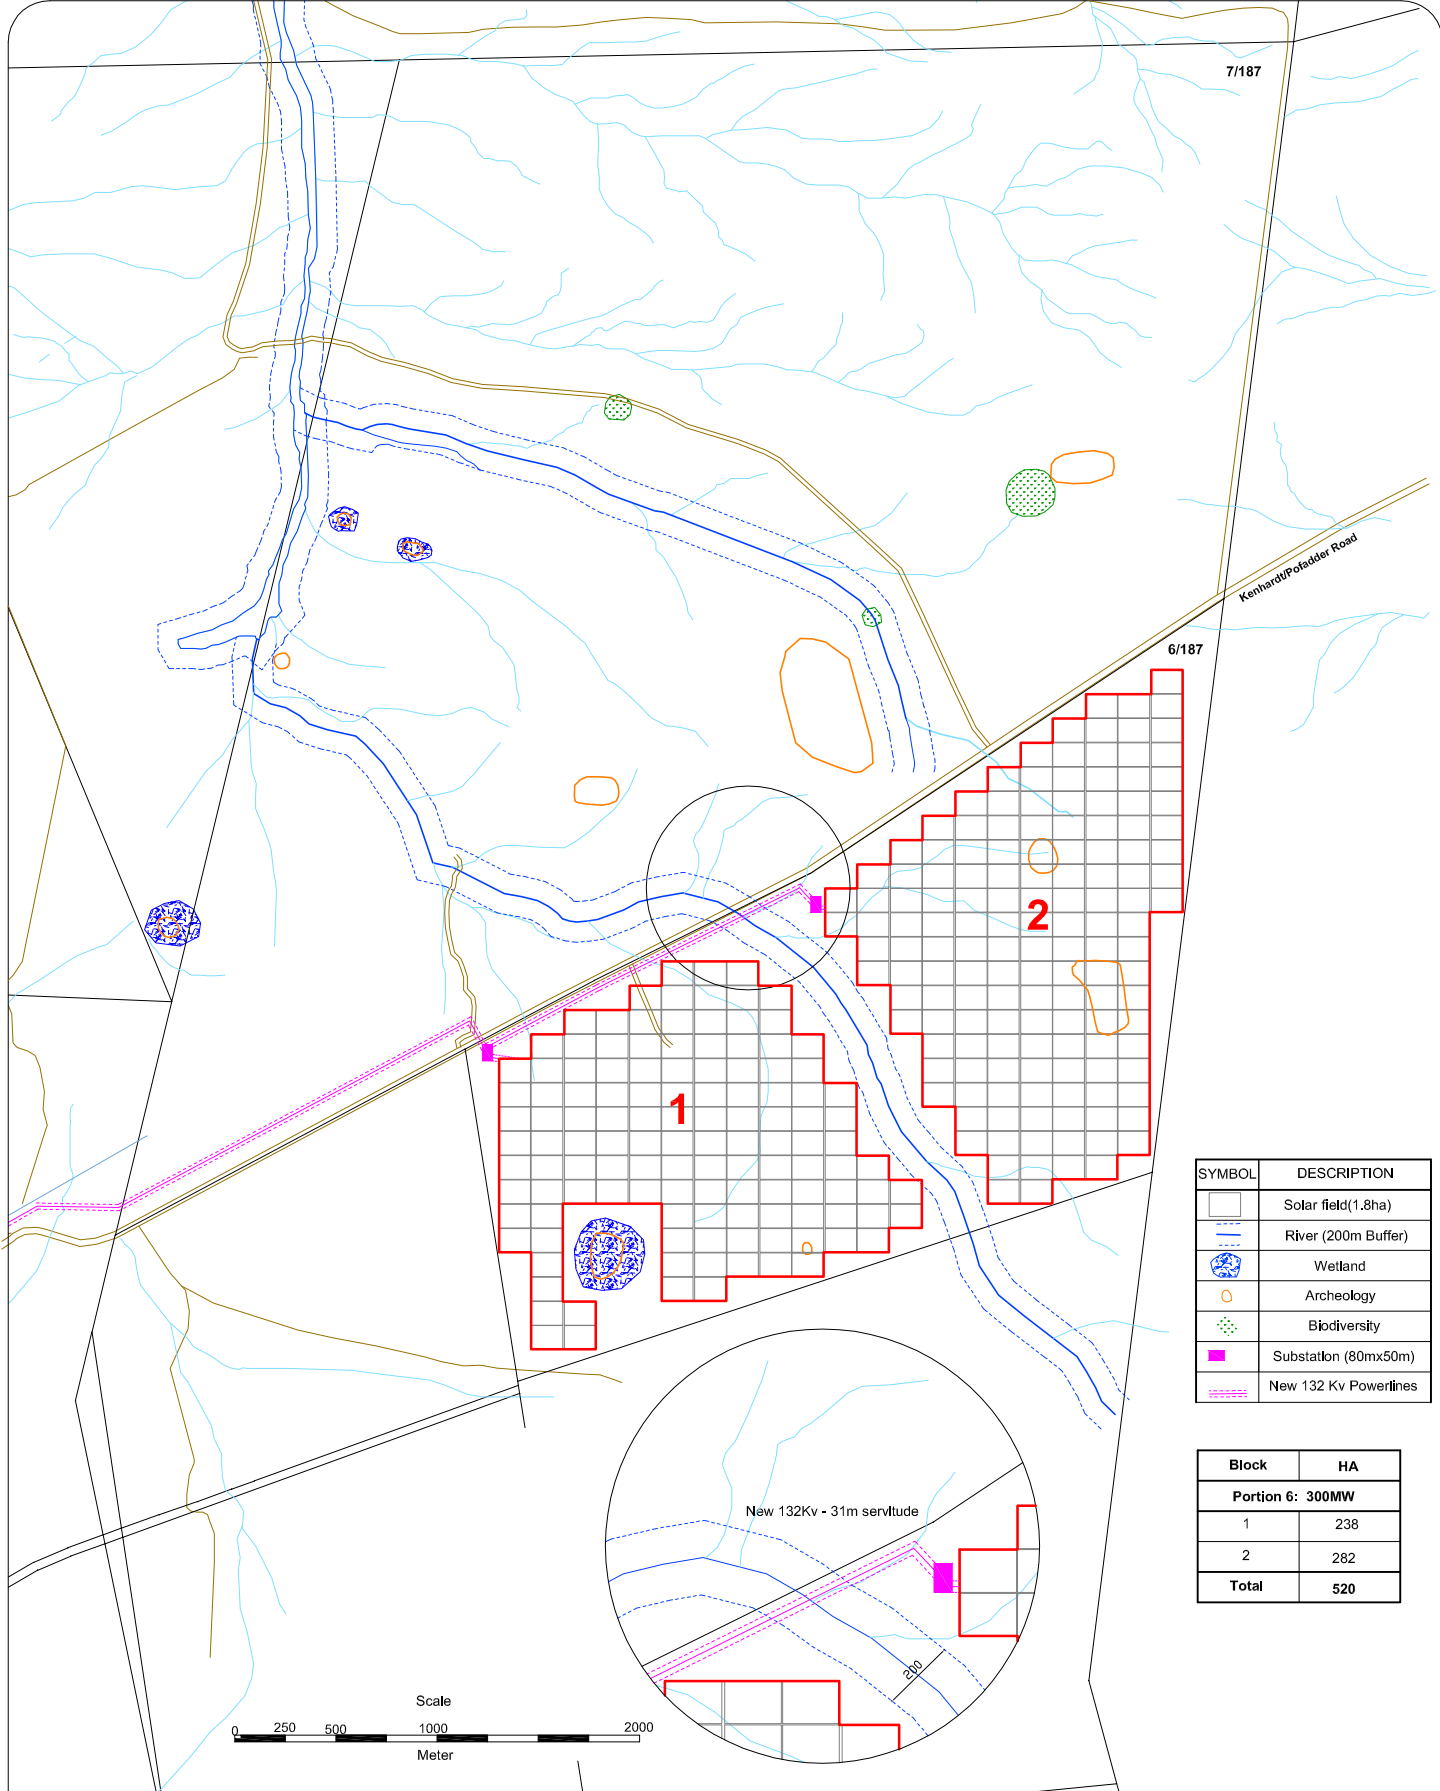 7/187
Kenhardt/Pofadder Road
6/187
2
1
SYMBOL DESCRIPTION
Solar field(1.8ha)
River (200m Buffer)
Wetland
Archeology
Biodiversity
Substation (80mx50m)
New 132 Kv Powerlines
Block HA
Portion 6: 300MW
1 238
2 282
Total 520
New 132Kv - 31m servitude
200
Scale
0 250 500 1000 2000
Meter